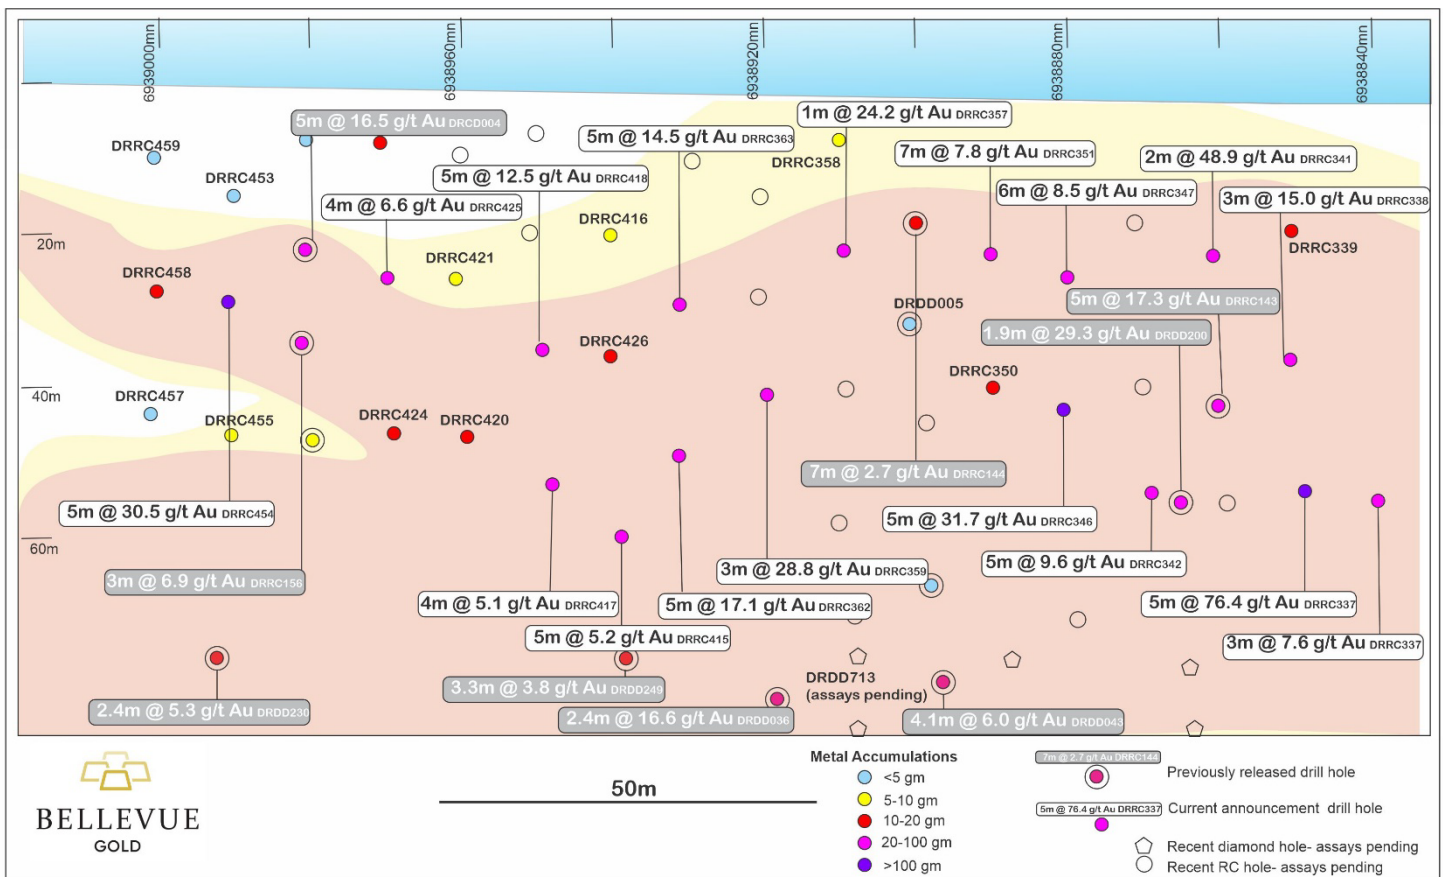 6939000mn
6938960mn
6938920mn
6938880mn
6938840mn
5m @ 16.5 g/t Au DRCD004
1m @ 24.2 g/t Au DRRC357
5m @ 14.5 g/t Au DRRC363
DRRC459
DRRC358
7m @ 7.8 g/t Au DRRC351
2m @ 48.9 g/t Au DRRC341
DRRC453
5m @ 12.5 g/t Au DRRC418
6m @ 8.5 g/t Au DRRC347
3m @ 15.0 g/t Au DRRC338
4m @ 6.6 g/t Au DRRC425
DRRC416
20m
DRRC339
DRRC458
DRRC421
5m @ 17.3 g/t Au DRRC143
DRDD005
1.9m @ 29.3 g/t Au DRDD200
DRRC426
DRRC350
40m
DRRC457
DRRC455
DRRC424
DRRC420
7m @ 2.7 g/t Au DRRC144
5m @ 30.5 g/t Au DRRC454
5m @ 31.7 g/t Au DRRC346
60m
5m @ 9.6 g/t Au DRRC342
3m @ 28.8 g/t Au DRRC359
3m @ 6.9 g/t Au DRRC156
4m @ 5.1 g/t Au DRRC417
5m @ 17.1 g/t Au DRRC362
5m @ 76.4 g/t Au DRRC337
5m @ 5.2 g/t Au DRRC415
3m @ 7.6 g/t Au DRRC337
DRDD713
(assays pending)
3.3m @ 3.8 g/t Au DRDD249
2.4m @ 5.3 g/t Au DRDD230
2.4m @ 16.6 g/t Au DRDD036
4.1m @ 6.0 g/t Au DRDD043
BELLEVUE
GOLD
50m
Metal Accumulations
<5 gm
5-10 gm
10-20 gm
20-100 gm
>100 gm
7m @ 2.7 g/t Au DRRC144
Previously released drill hole
5m @ 76.4 g/t Au DRRC337
Current announcement drill hole
Recent diamond hole- assays pending
Recent RC hole- assays pending